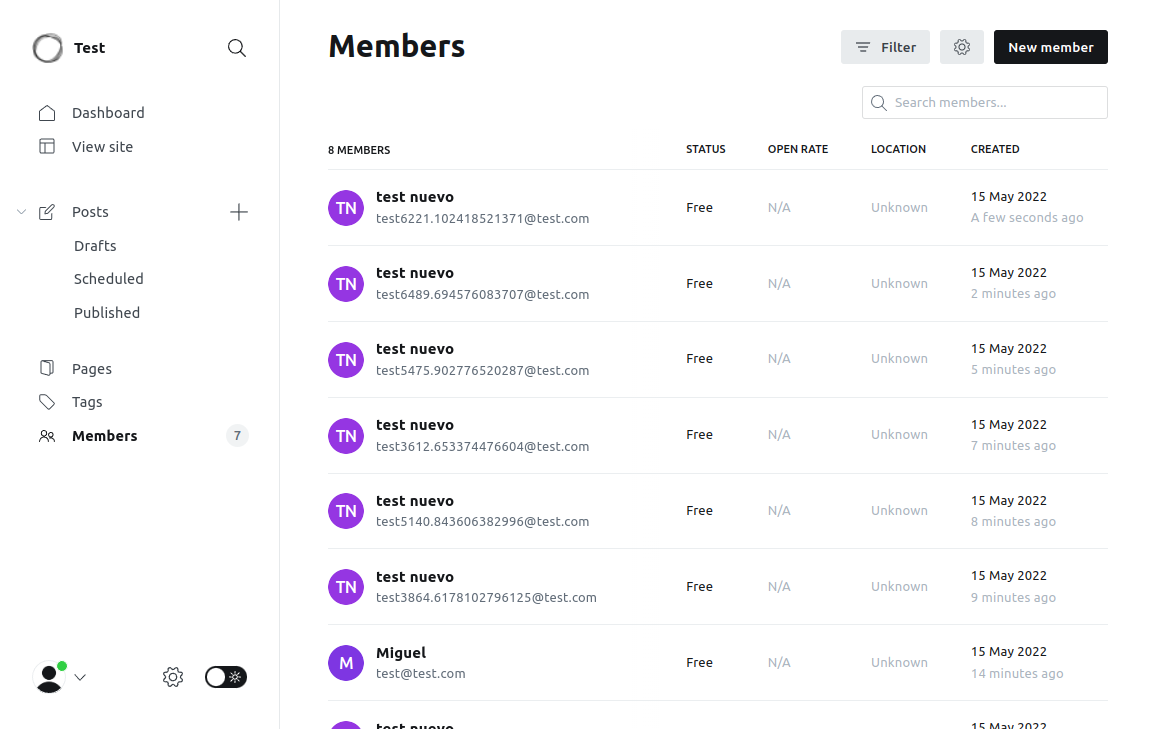 Test
Dashboard
View site
Posts
Drafts
Scheduled
Published
Pages
Tags
Members
7
Members
Filter
New member
Search members...
8 MEMBERS STATUS OPEN RATE LOCATION CREATED
TN test nuevo 15 May 2022
test6221.102418521371@test.com Free N/A Unknown A few seconds ago
TN test nuevo 15 May 2022
test6489.694576083707@test.com Free N/A Unknown 2 minutes ago
TN test nuevo 15 May 2022
test5475.902776520287@test.com Free N/A Unknown 5 minutes ago
TN test nuevo 15 May 2022
test3612.653374476604@test.com Free N/A Unknown 7 minutes ago
TN test nuevo 15 May 2022
test5140.843606382996@test.com Free N/A Unknown 8 minutes ago
TN test nuevo 15 May 2022
test3864.6178102796125@test.com Free N/A Unknown 9 minutes ago
M Miguel 15 May 2022
test@test.com Free N/A Unknown 14 minutes ago
test nuevo 15 May 2022